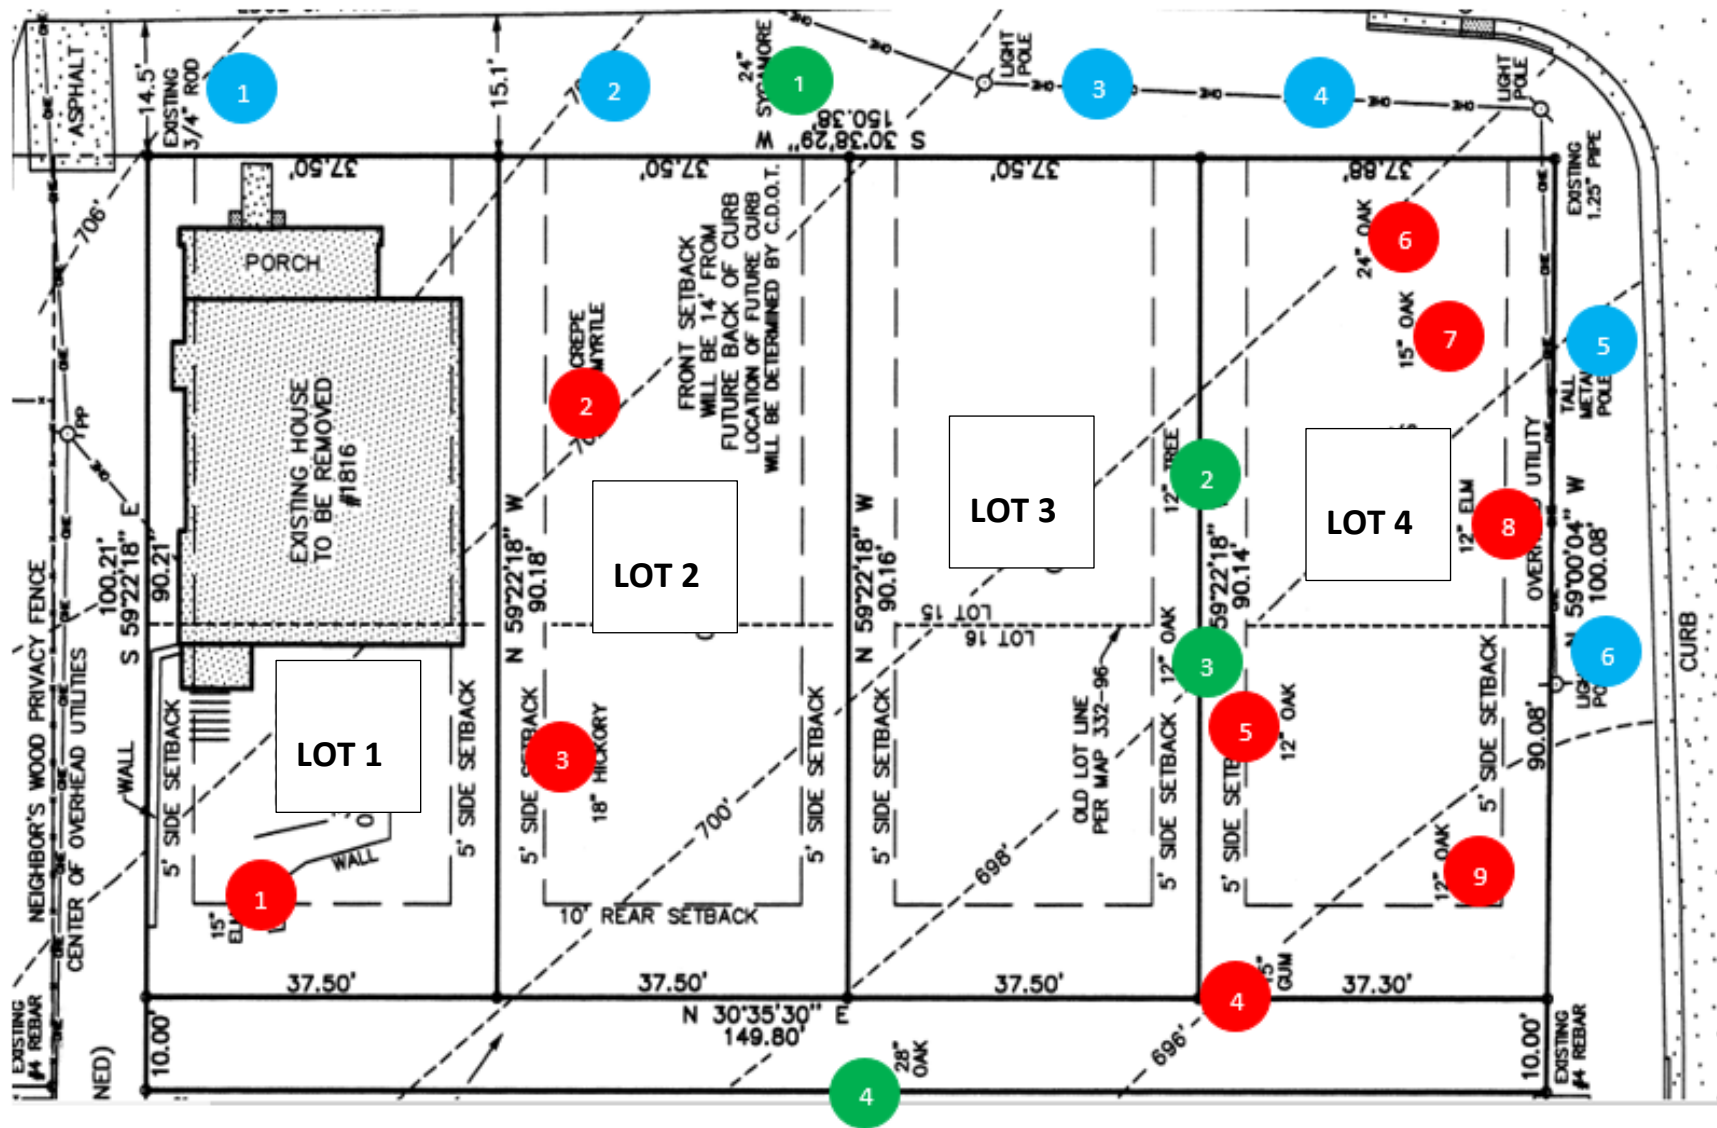 ASPHALT
14.5'
EXISTING
3/4" ROD
1
15.1'
2
24"
SYCAMORE
1
OHE
LIGHT
POLE
OHE
3
OHE
4
OHE
OHE
LIGHT
POLE
S 30°38'29" W
150.38'
37.50'
37.50'
37.50'
37.88'
EXISTING
1.25" PIPE
706'
PORCH
EXISTING HOUSE
TO BE REMOVED
#1816
CREPE
MYRTLE
2
FRONT SETBACK
WILL BE 14' FROM
FUTURE BACK OF CURB
LOCATION OF FUTURE CURB
WILL BE DETERMINED BY C.D.O.T.
24" OAK
6
15" OAK
7
5
TALL
METAL
POLE
PP
12" TREE
2
LOT 3
LOT 4
12" ELM
8
UTILITY
S 59°22'18" E
100.21'
90.21'
N 59°22'18" W
90.18'
LOT 2
N 59°22'18" W
90.16'
59°22'18"
90.14'
N 59°00'04" W
100.08'
LOT 15
LOT 16
12" OAK
3
6
CURB
NEIGHBOR'S WOOD PRIVACY FENCE
CENTER OF OVERHEAD UTILITIES
WALL
5' SIDE SETBACK
LOT 1
5' SIDE SETBACK
5' SIDE SETBACK
3
18" HICKORY
5' SIDE SETBACK
5' SIDE SETBACK
OLD LOT LINE
PER MAP 332-96
5' SIDE SETBACK
5' SIDE SETB
5
12" OAK
5' SIDE SETBACK
90.08'
700'
698'
WALL
15"
ELM
1
10' REAR SETBACK
12" OAK
9
37.50'
37.50'
37.50'
4
15"
GUM
37.30'
N 30°35'30" E
149.80'
EXISTING
#4 REBAR
NED)
10.00'
28"
OAK
4
696'
10.00'
EXISTING
#4 REBAR